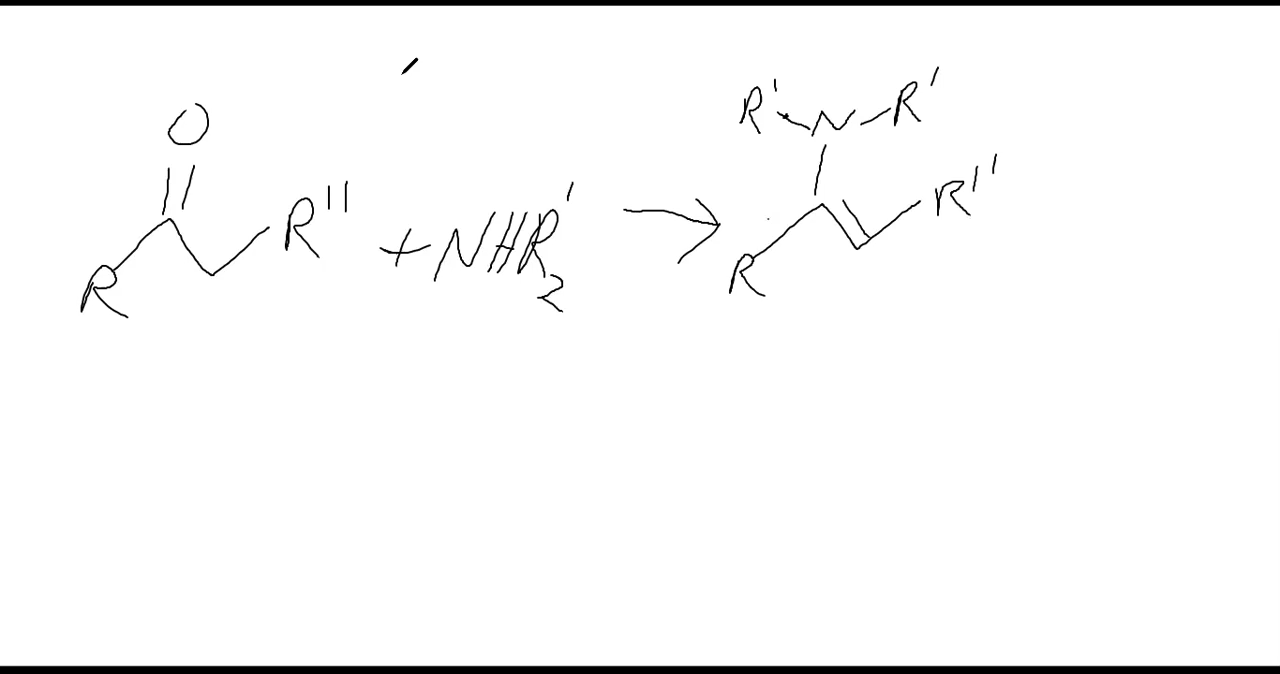 O
R R'' + NHR'2 → R R'-N-R' R''